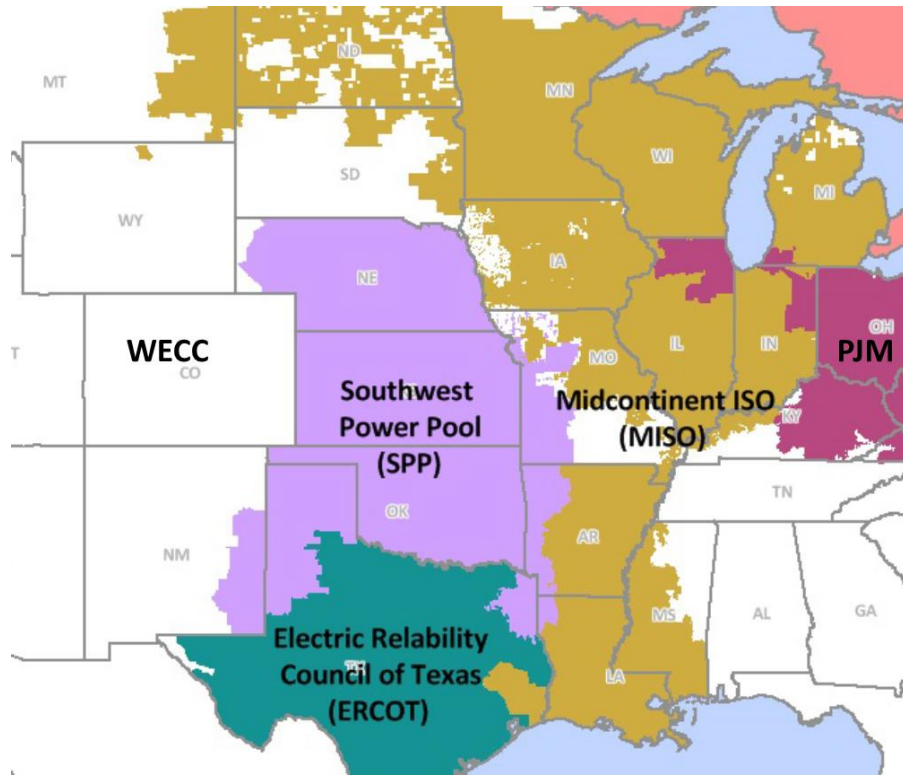 MT
ND
MN
WI
MI
SD
WY
IA
NE
WECC
CO
T
Southwest
Power Pool
(SPP)
MO
IL
IN
OH
PJM
Midcontinent ISO
(MISO)
KY
TN
OK
AR
NM
MS
AL
GA
LA
Electric Relability
Council of Texas
(ERCOT)